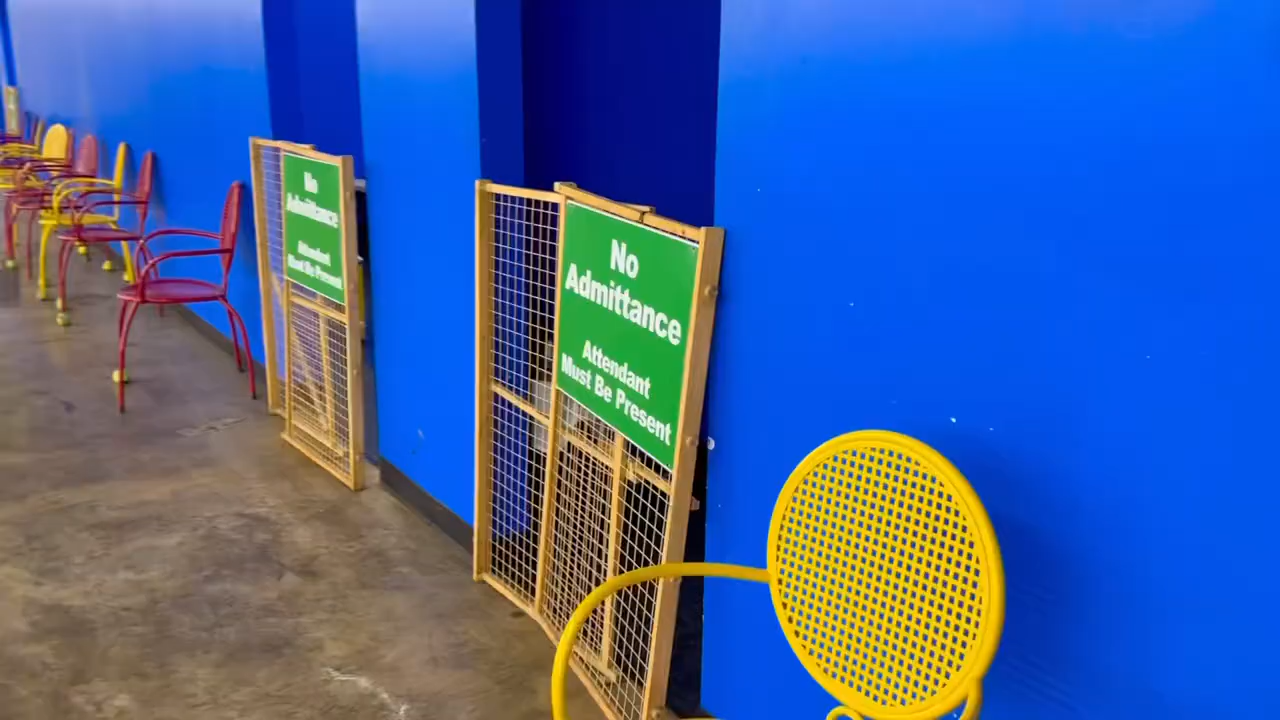 No
Admittance
Attendant
Must Be Present
No
Admittance
Attendant
Must Be Present